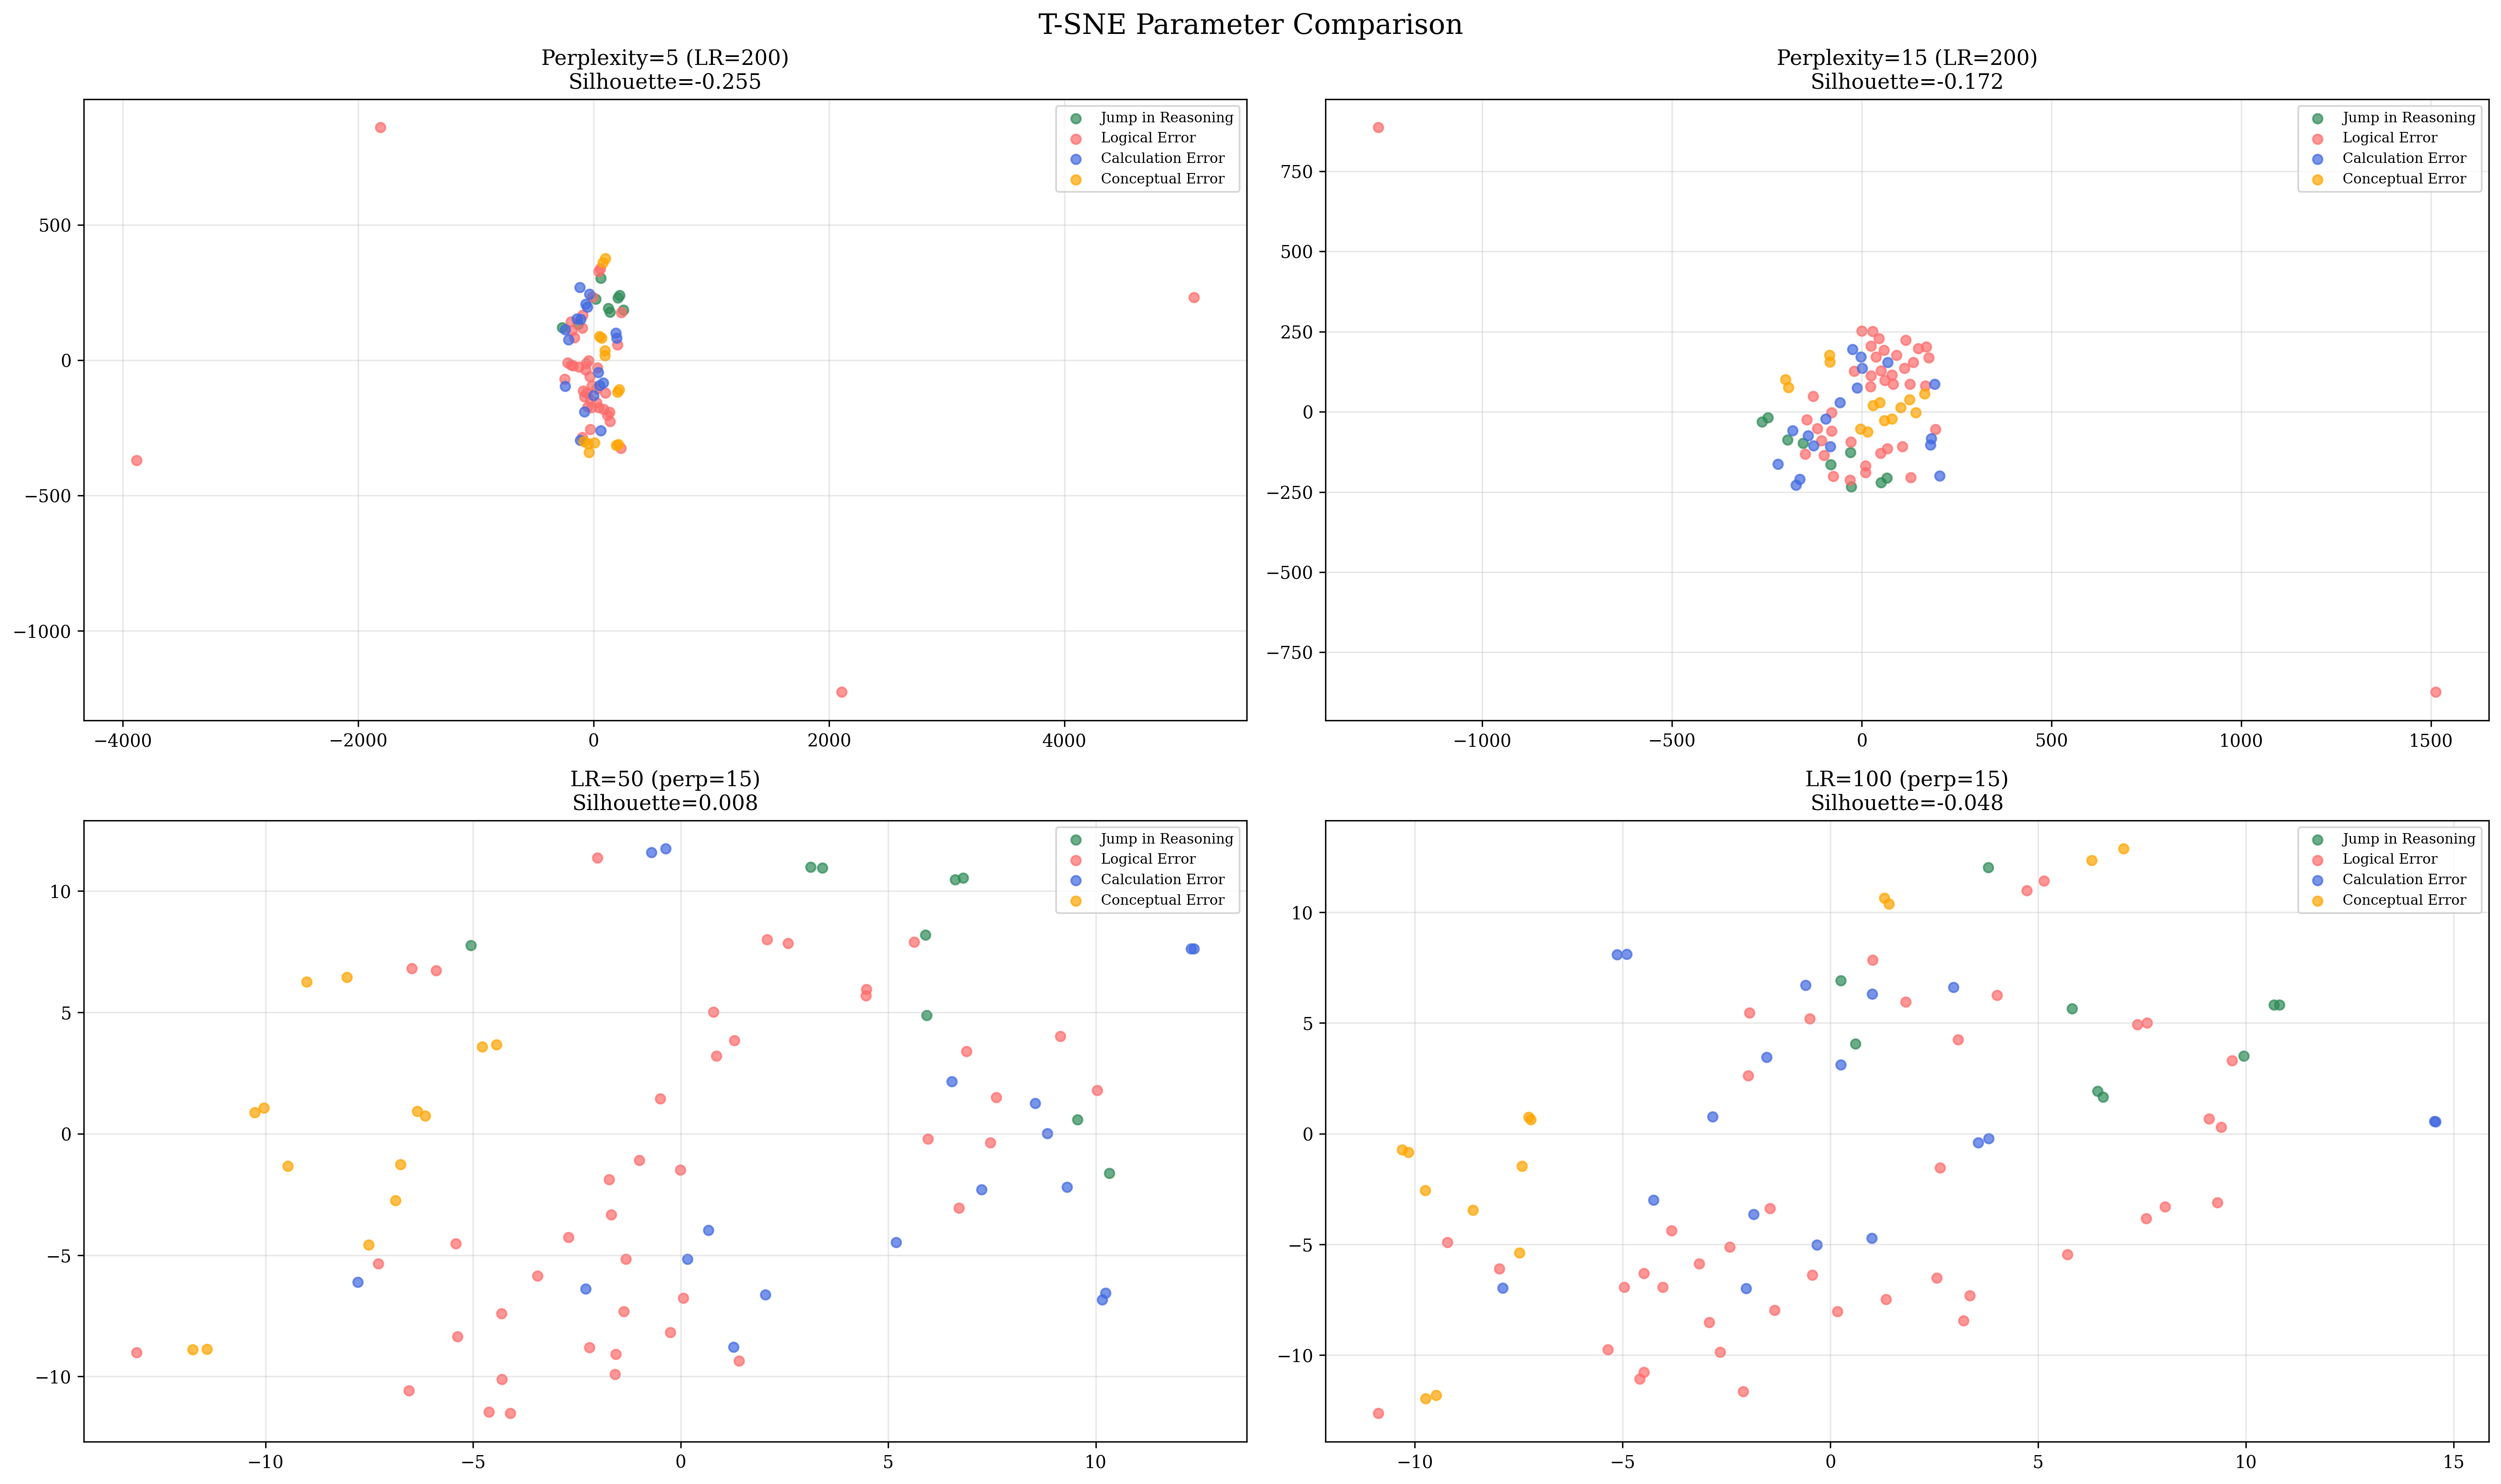 T-SNE Parameter Comparison
Perplexity=5 (LR=200)
Silhouette=-0.255
Jump in Reasoning
Logical Error
Calculation Error
Conceptual Error
500
0
−500
−1000
−4000
−2000
0
2000
4000
Perplexity=15 (LR=200)
Silhouette=-0.172
Jump in Reasoning
Logical Error
Calculation Error
Conceptual Error
750
500
250
0
−250
−500
−750
−1000
−500
0
500
1000
1500
LR=50 (perp=15)
Silhouette=0.008
Jump in Reasoning
Logical Error
Calculation Error
Conceptual Error
10
5
0
−5
−10
−10
−5
0
5
10
LR=100 (perp=15)
Silhouette=-0.048
Jump in Reasoning
Logical Error
Calculation Error
Conceptual Error
10
5
0
−5
−10
−10
−5
0
5
10
15